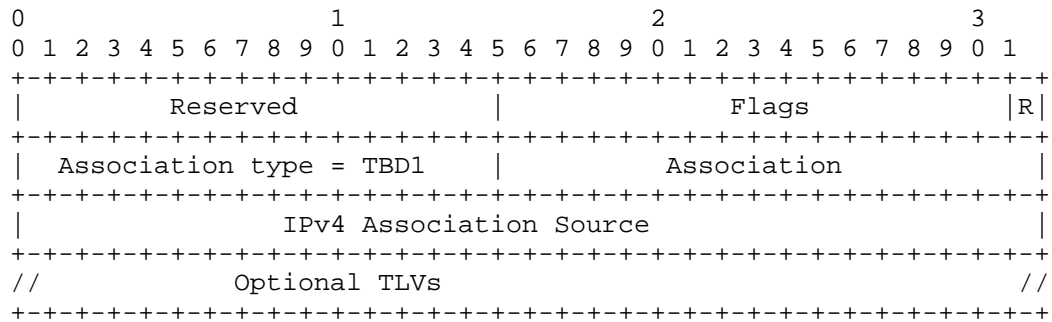 0                   1                   2                   3
0 1 2 3 4 5 6 7 8 9 0 1 2 3 4 5 6 7 8 9 0 1 2 3 4 5 6 7 8 9 0 1
+-+-+-+-+-+-+-+-+-+-+-+-+-+-+-+-+-+-+-+-+-+-+-+-+-+-+-+-+-+-+-+-+
|         Reserved            |              Flags            |R|
+-+-+-+-+-+-+-+-+-+-+-+-+-+-+-+-+-+-+-+-+-+-+-+-+-+-+-+-+-+-+-+-+
|  Association type = TBD1    |          Association            |
+-+-+-+-+-+-+-+-+-+-+-+-+-+-+-+-+-+-+-+-+-+-+-+-+-+-+-+-+-+-+-+-+
|                IPv4 Association Source                        |
+-+-+-+-+-+-+-+-+-+-+-+-+-+-+-+-+-+-+-+-+-+-+-+-+-+-+-+-+-+-+-+-+
//            Optional TLVs                                    //
+-+-+-+-+-+-+-+-+-+-+-+-+-+-+-+-+-+-+-+-+-+-+-+-+-+-+-+-+-+-+-+-+